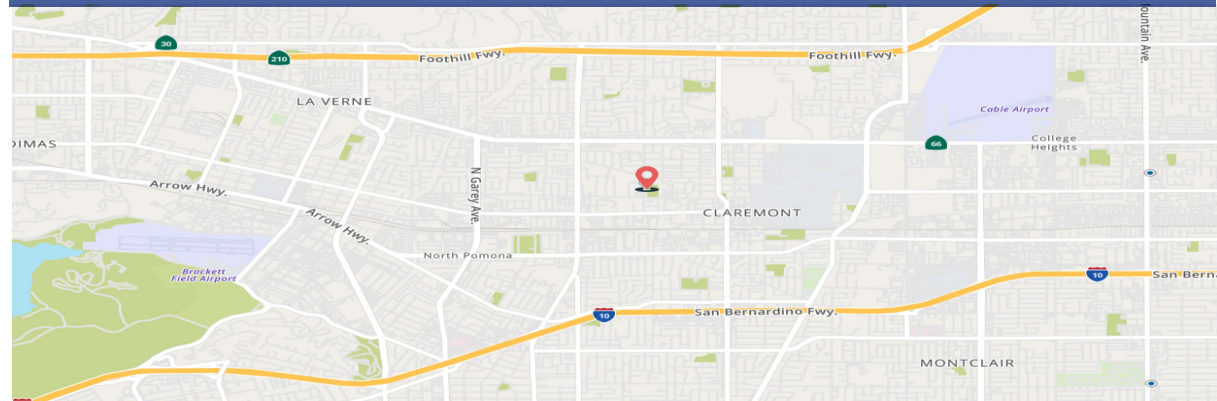 30
210
Foothill Fwy.
Foothill Fwy.
ountain Ave.
LA VERNE
Cable Airport
DIMAS
66
College
Heights
Arrow Hwy.
N Garey Ave.
Arrow Hwy.
CLAREMONT
North Pomona
Brackett
Field Airport
10
San Berna
10
San Bernardino Fwy.
MONTCLAIR